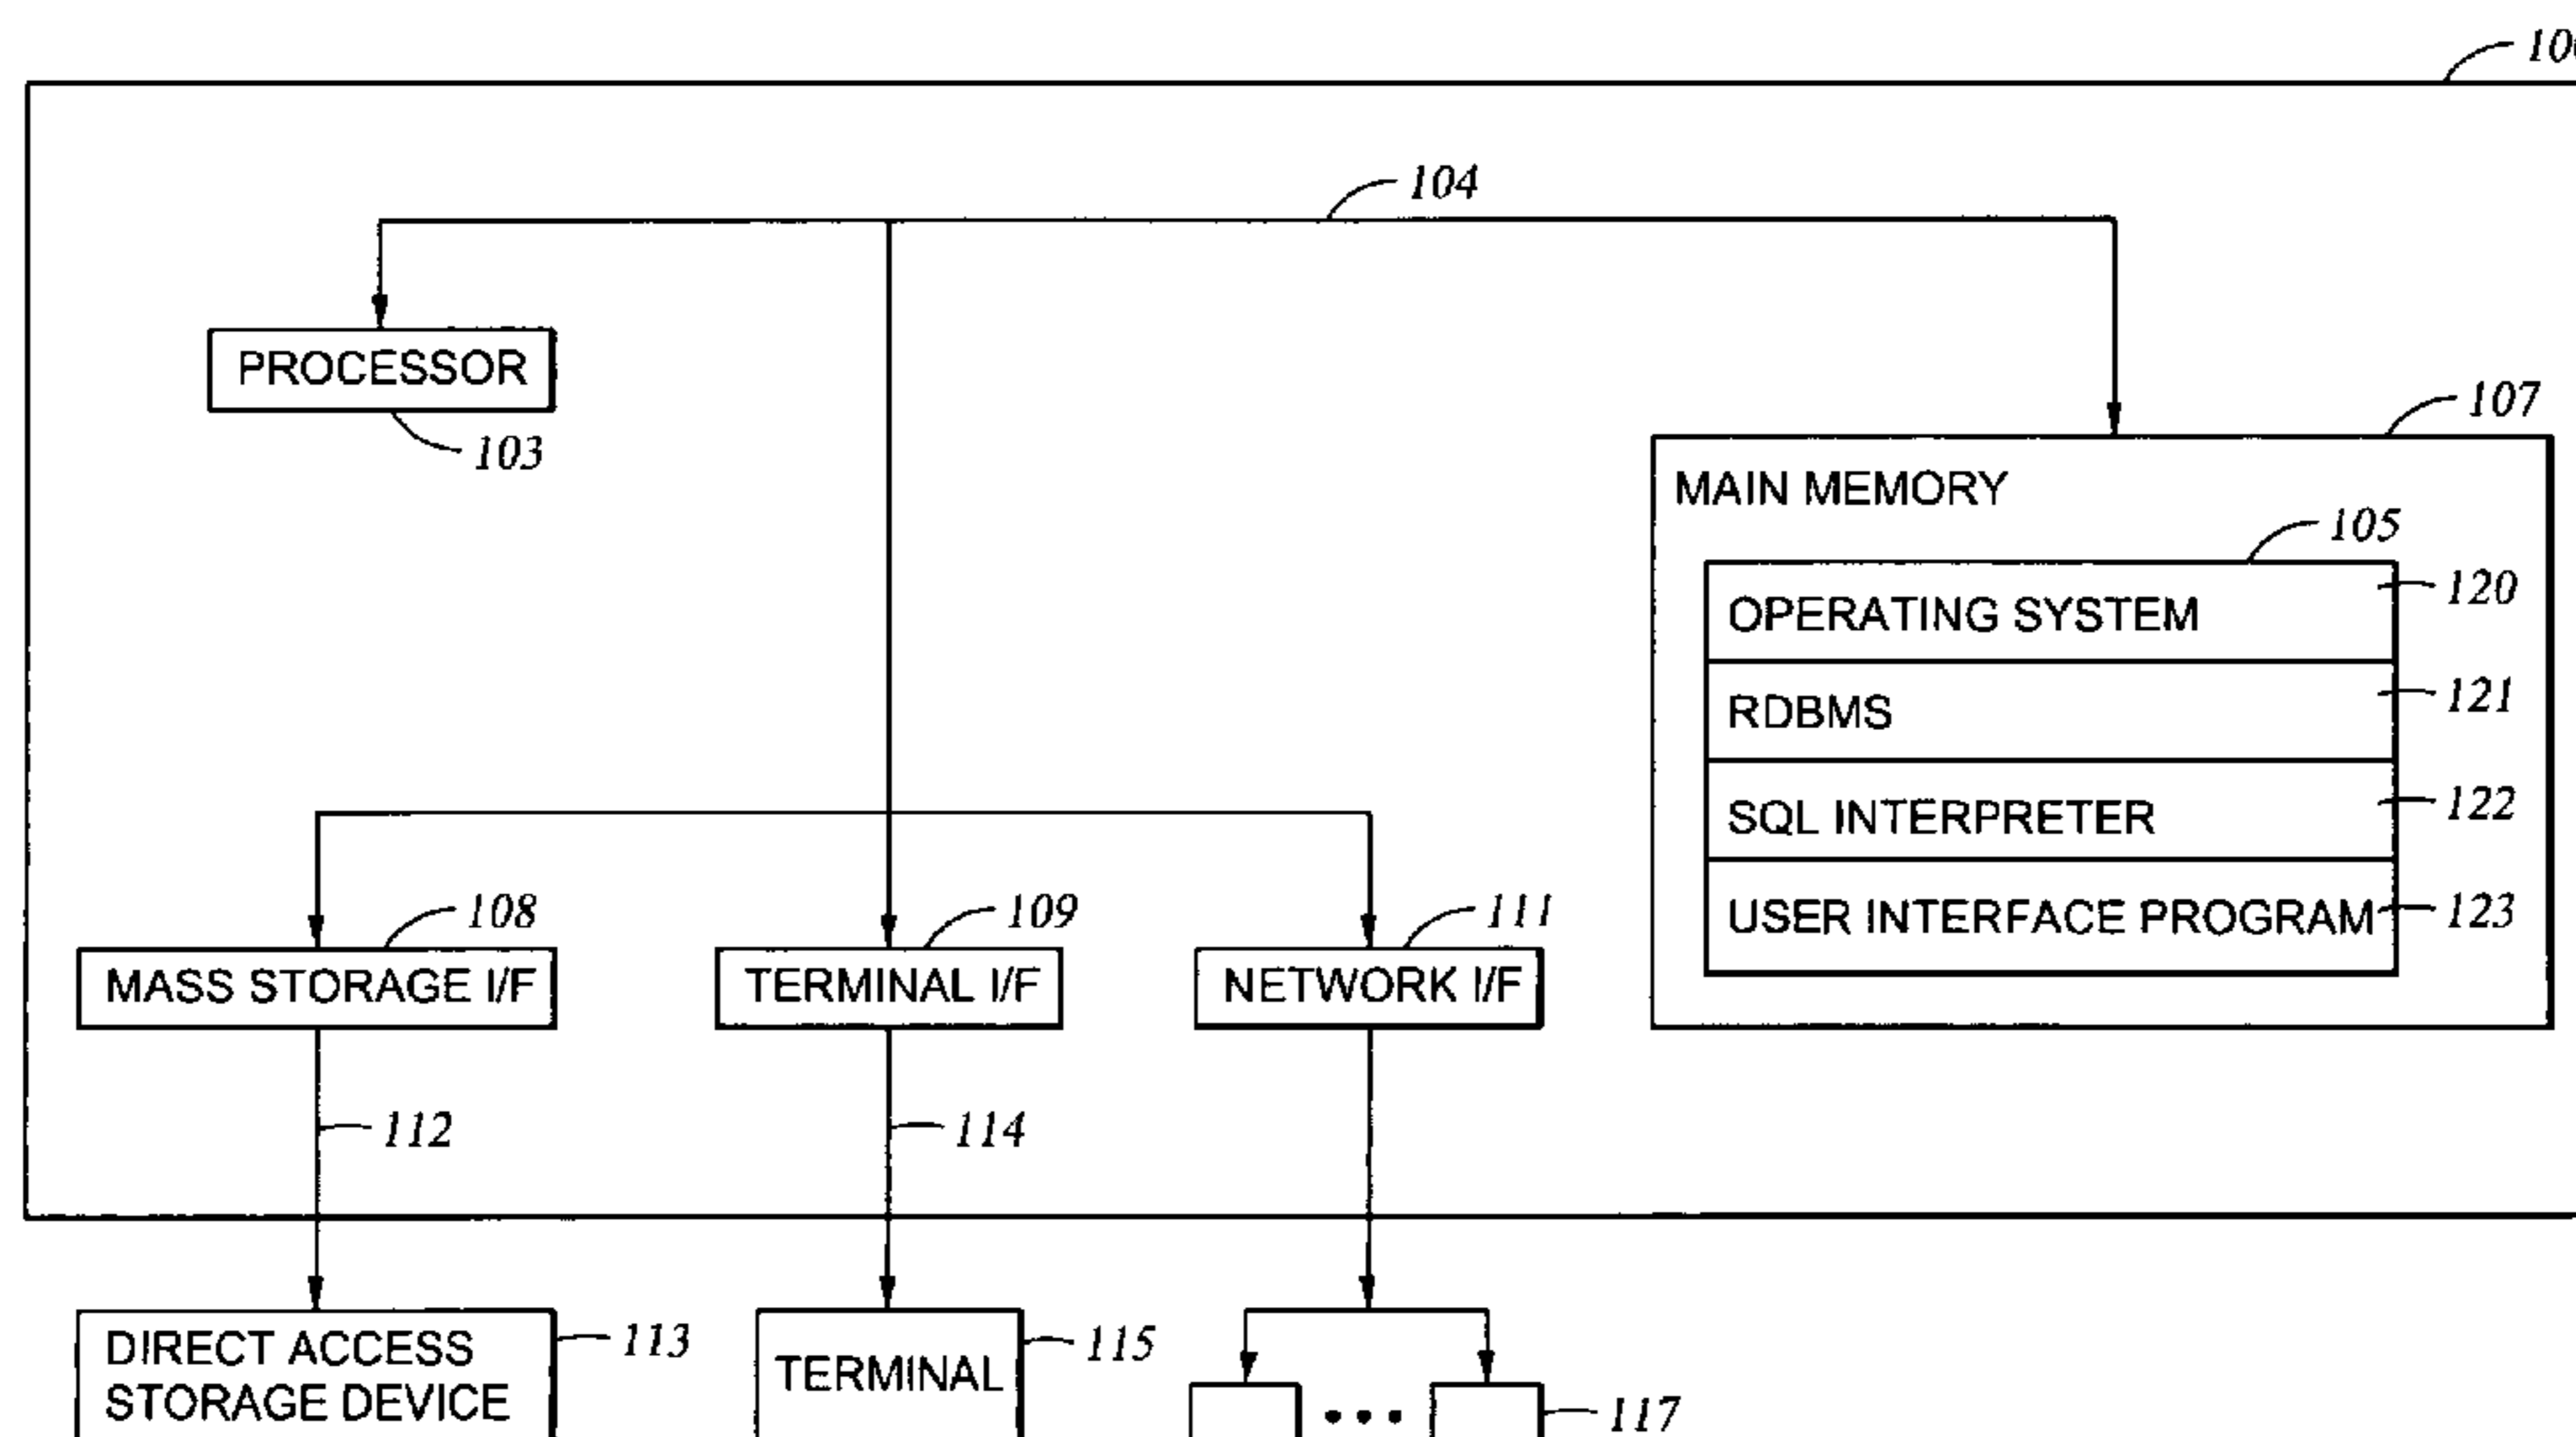 104
PROCESSOR
103
107
MAIN MEMORY
105
OPERATING SYSTEM
120
RDBMS
121
SQL INTERPRETER
122
USER INTERFACE PROGRAM
123
108
109
111
MASS STORAGE I/F
TERMINAL I/F
NETWORK I/F
112
114
DIRECT ACCESS
STORAGE DEVICE
113
TERMINAL
115
117